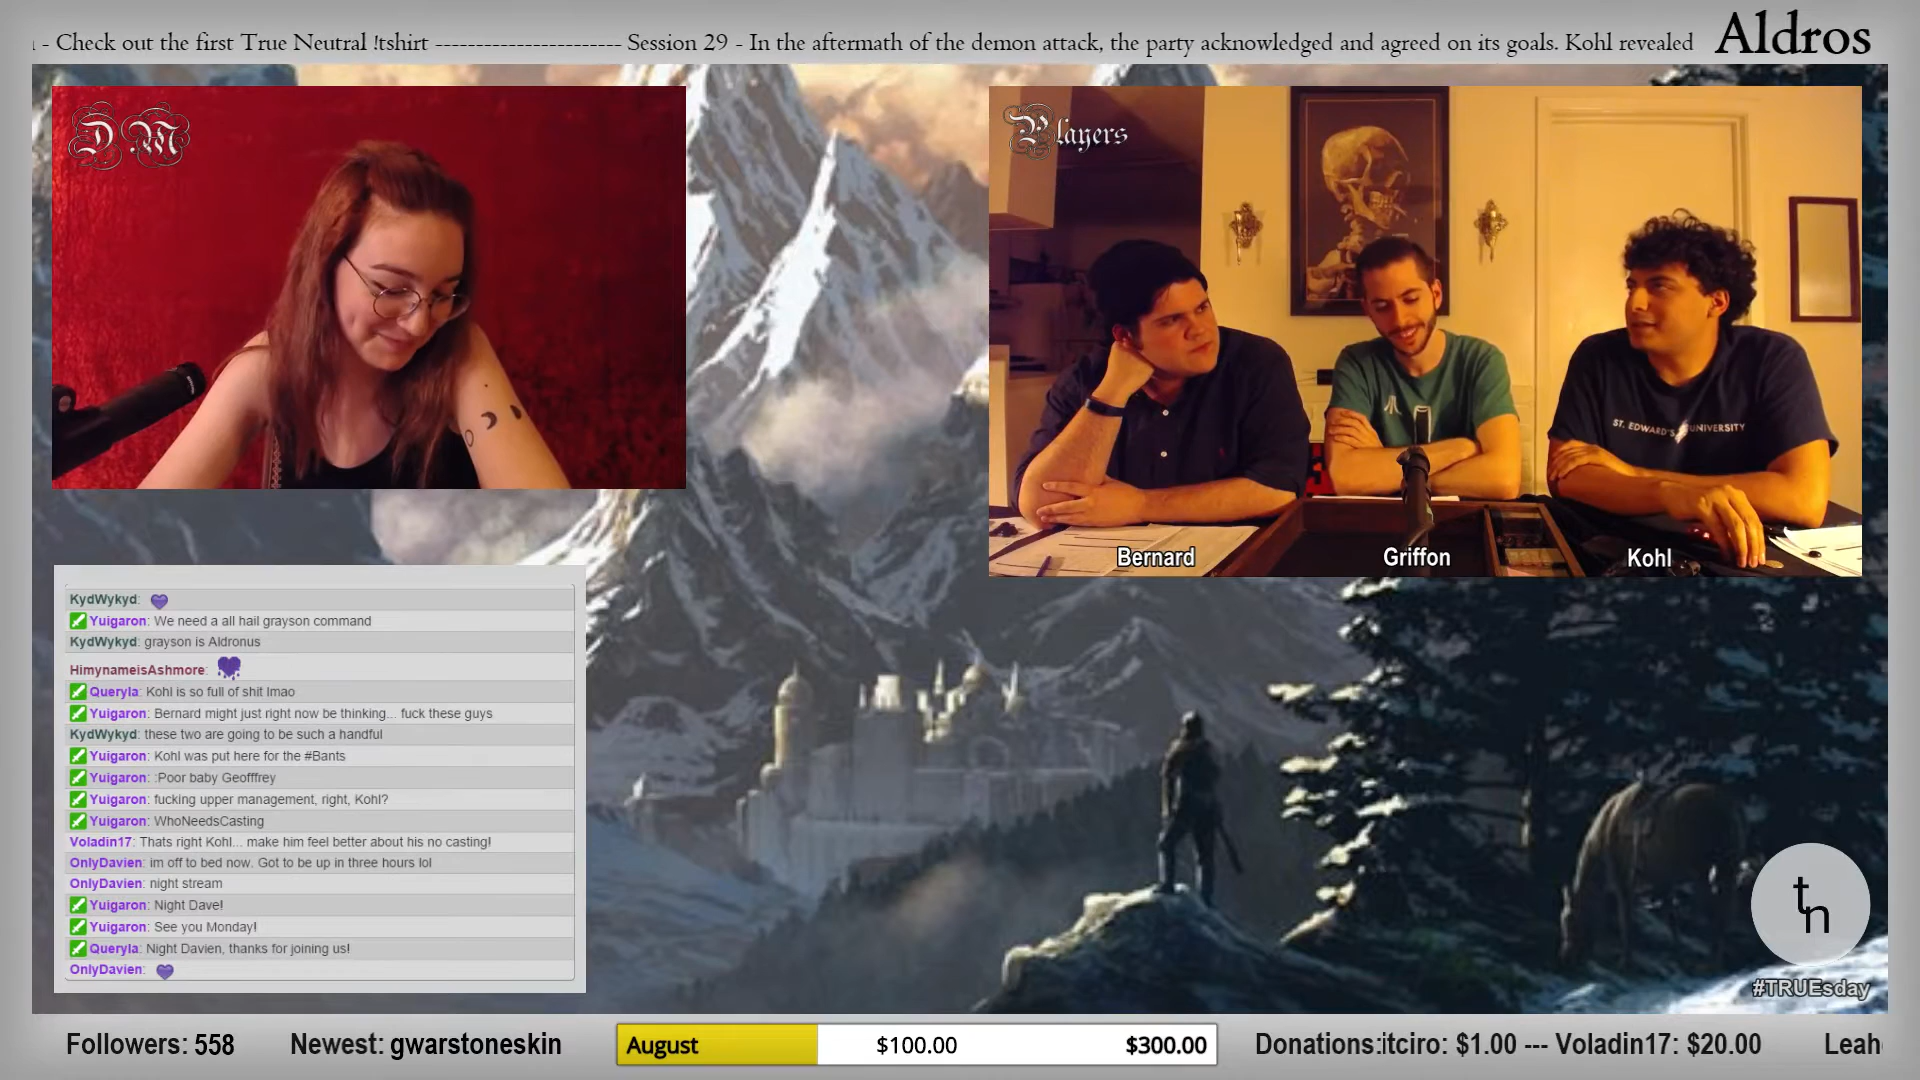 - Check out the first True Neutral !tshirt ----------------------- Session 29 - In the aftermath of the demon attack, the party acknowledged and agreed on its goals. Kohl revealed
Aldros
DM
Players
ST. EDWARD'S UNIVERSITY
Bernard
Griffon
Kohl
KydWykyd:
Yuigaron: We need a all hail grayson command
KydWykyd: grayson is Aldronus
HimynameisAshmore:
Queryla: Kohl is so full of shit lmao
Yuigaron: Bernard might just right now be thinking... fuck these guys
KydWykyd: these two are going to be such a handful
Yuigaron: Kohl was put here for the #Bants
Yuigaron: :Poor baby Geofffrey
Yuigaron: fucking upper management, right, Kohl?
Yuigaron: WhoNeedsCasting
Voladin17: Thats right Kohl... make him feel better about his no casting!
OnlyDavien: im off to bed now. Got to be up in three hours lol
OnlyDavien: night stream
Yuigaron: Night Dave!
Yuigaron: See you Monday!
Queryla: Night Davien, thanks for joining us!
OnlyDavien:
tn
#TRUEsday
Followers: 558
Newest: gwarstoneskin
August $100.00 $300.00
Donations: itciro: $1.00 --- Voladin17: $20.00 Leah